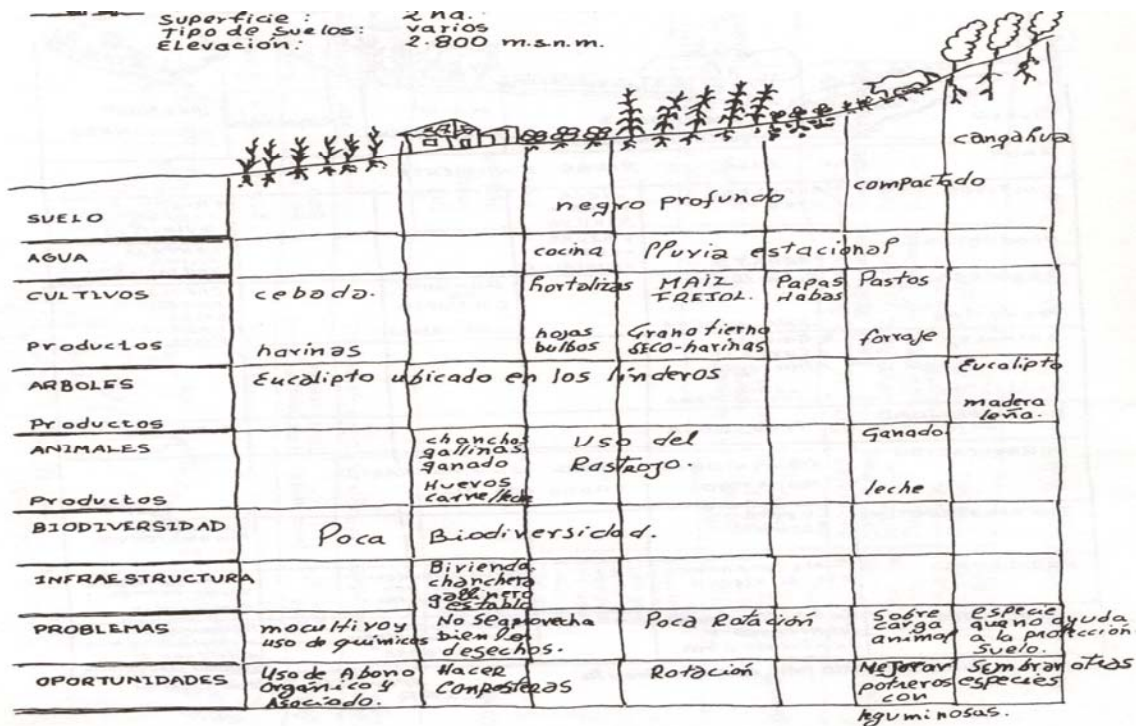 Superficie : 2 ha.
Tipo de Suelos: varios
Elevación: 2.800 m.s.n.m.
cangahua
compactado
SUELO negro profundo
AGUA cocina lluvia estacional
CULTIVOS cebada. hortalizas MAIZ Papas Pastos
FREJOL. Habas
Productos harinas hojas Grano tierno forraje
bulbos SECO-harinas
ARBOLES Eucalipto ubicado en los linderos Eucalipto
Productos madera
leña.
ANIMALES chanchos uso del Ganado
gallinas. Rastrojo.
ganado
Huevos
Productos carne/leche leche
BIODIVERSIDAD Poca Biodiversidad.
INFRAESTRUCTURA Bivienda
chanchera
gallinero
establo
PROBLEMAS mocultivo y No Se aprovecha Poca Rotación Sobre especie
uso de químicos bien los carga que no ayuda
desechos. animal a la protección
Suelo.
OPORTUNIDADES Uso de Abono Hacer Rotación Mejorar Sembrar otras
Orgánico y Composteras potreros especies
Asociado. con
leguminosas.